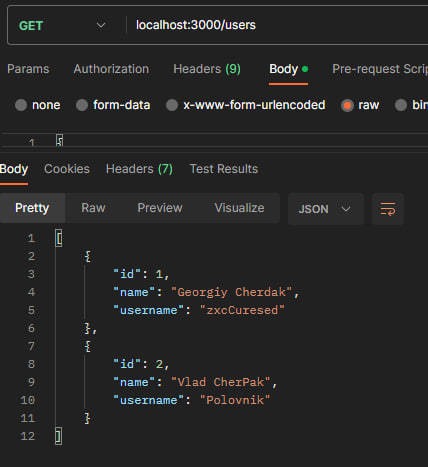 GET localhost:3000/users
Params Authorization Headers (9) Body Pre-request Scrip
none form-data x-www-form-urlencoded raw bin
1 {
Body Cookies Headers (7) Test Results
Pretty Raw Preview Visualize JSON
1 [
2 {
3 "id": 1,
4 "name": "Georgiy Cherdak",
5 "username": "zxcCuresed"
6 },
7 {
8 "id": 2,
9 "name": "Vlad CherPak",
10 "username": "Polovnik"
11 }
12 ]